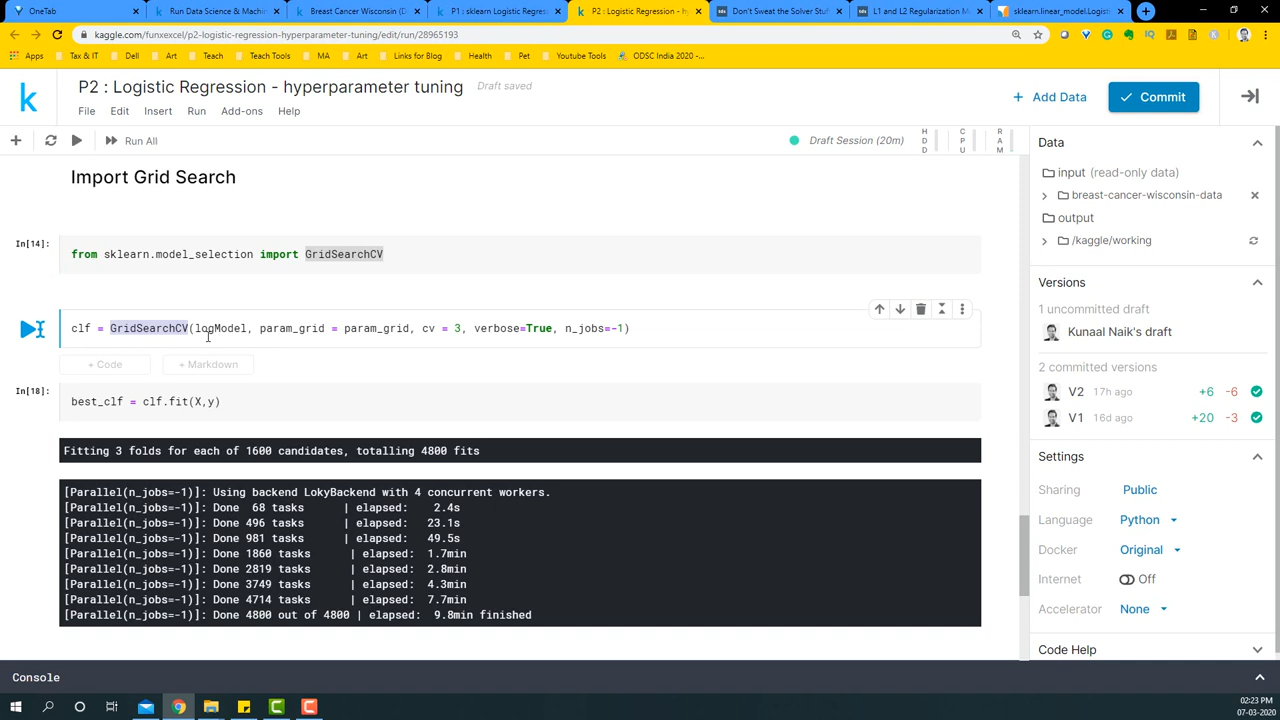 OneTab
Run Data Science & Machi
Breast Cancer Wisconsin (D
P1 : sklearn Logistic Regres
P2 : Logistic Regression - h
Don't Sweat the Solver Stuf
L1 and L2 Regularization M
sklearn.linear_model.Logisti
kaggle.com/funxexcel/p2-logistic-regression-hyperparameter-tuning/edit/run/28965193
Apps
Tax & IT
Dell
Art
Teach
Teach Tools
MA
Art
Links for Blog
Health
Pet
Youtube Tools
ODSC India 2020 -...
P2 : Logistic Regression - hyperparameter tuning
Draft saved
File
Edit
View
Insert
Run
Add-ons
Help
+ Add Data
Commit
Run All
Draft Session (20m)
HDD
CPU
RAM
Import Grid Search
In[14]:
from sklearn.model_selection import GridSearchCV
clf = GridSearchCV(logModel, param_grid = param_grid, cv = 3, verbose=True, n_jobs=-1)
+ Code
+ Markdown
In[18]:
best_clf = clf.fit(X,y)
Fitting 3 folds for each of 1600 candidates, totalling 4800 fits
[Parallel(n_jobs=-1)]: Using backend LokyBackend with 4 concurrent workers.
[Parallel(n_jobs=-1)]: Done 68 tasks | elapsed: 2.4s
[Parallel(n_jobs=-1)]: Done 496 tasks | elapsed: 23.1s
[Parallel(n_jobs=-1)]: Done 981 tasks | elapsed: 49.5s
[Parallel(n_jobs=-1)]: Done 1860 tasks | elapsed: 1.7min
[Parallel(n_jobs=-1)]: Done 2819 tasks | elapsed: 2.8min
[Parallel(n_jobs=-1)]: Done 3749 tasks | elapsed: 4.3min
[Parallel(n_jobs=-1)]: Done 4714 tasks | elapsed: 7.7min
[Parallel(n_jobs=-1)]: Done 4800 out of 4800 | elapsed: 9.8min finished
Data
input (read-only data)
breast-cancer-wisconsin-data
output
/kaggle/working
Versions
1 uncommitted draft
Kunaal Naik's draft
2 committed versions
V2 17h ago +6 -6
V1 16d ago +20 -3
Settings
Sharing Public
Language Python
Docker Original
Internet Off
Accelerator None
Code Help
Console
02:23 PM
07-03-2020